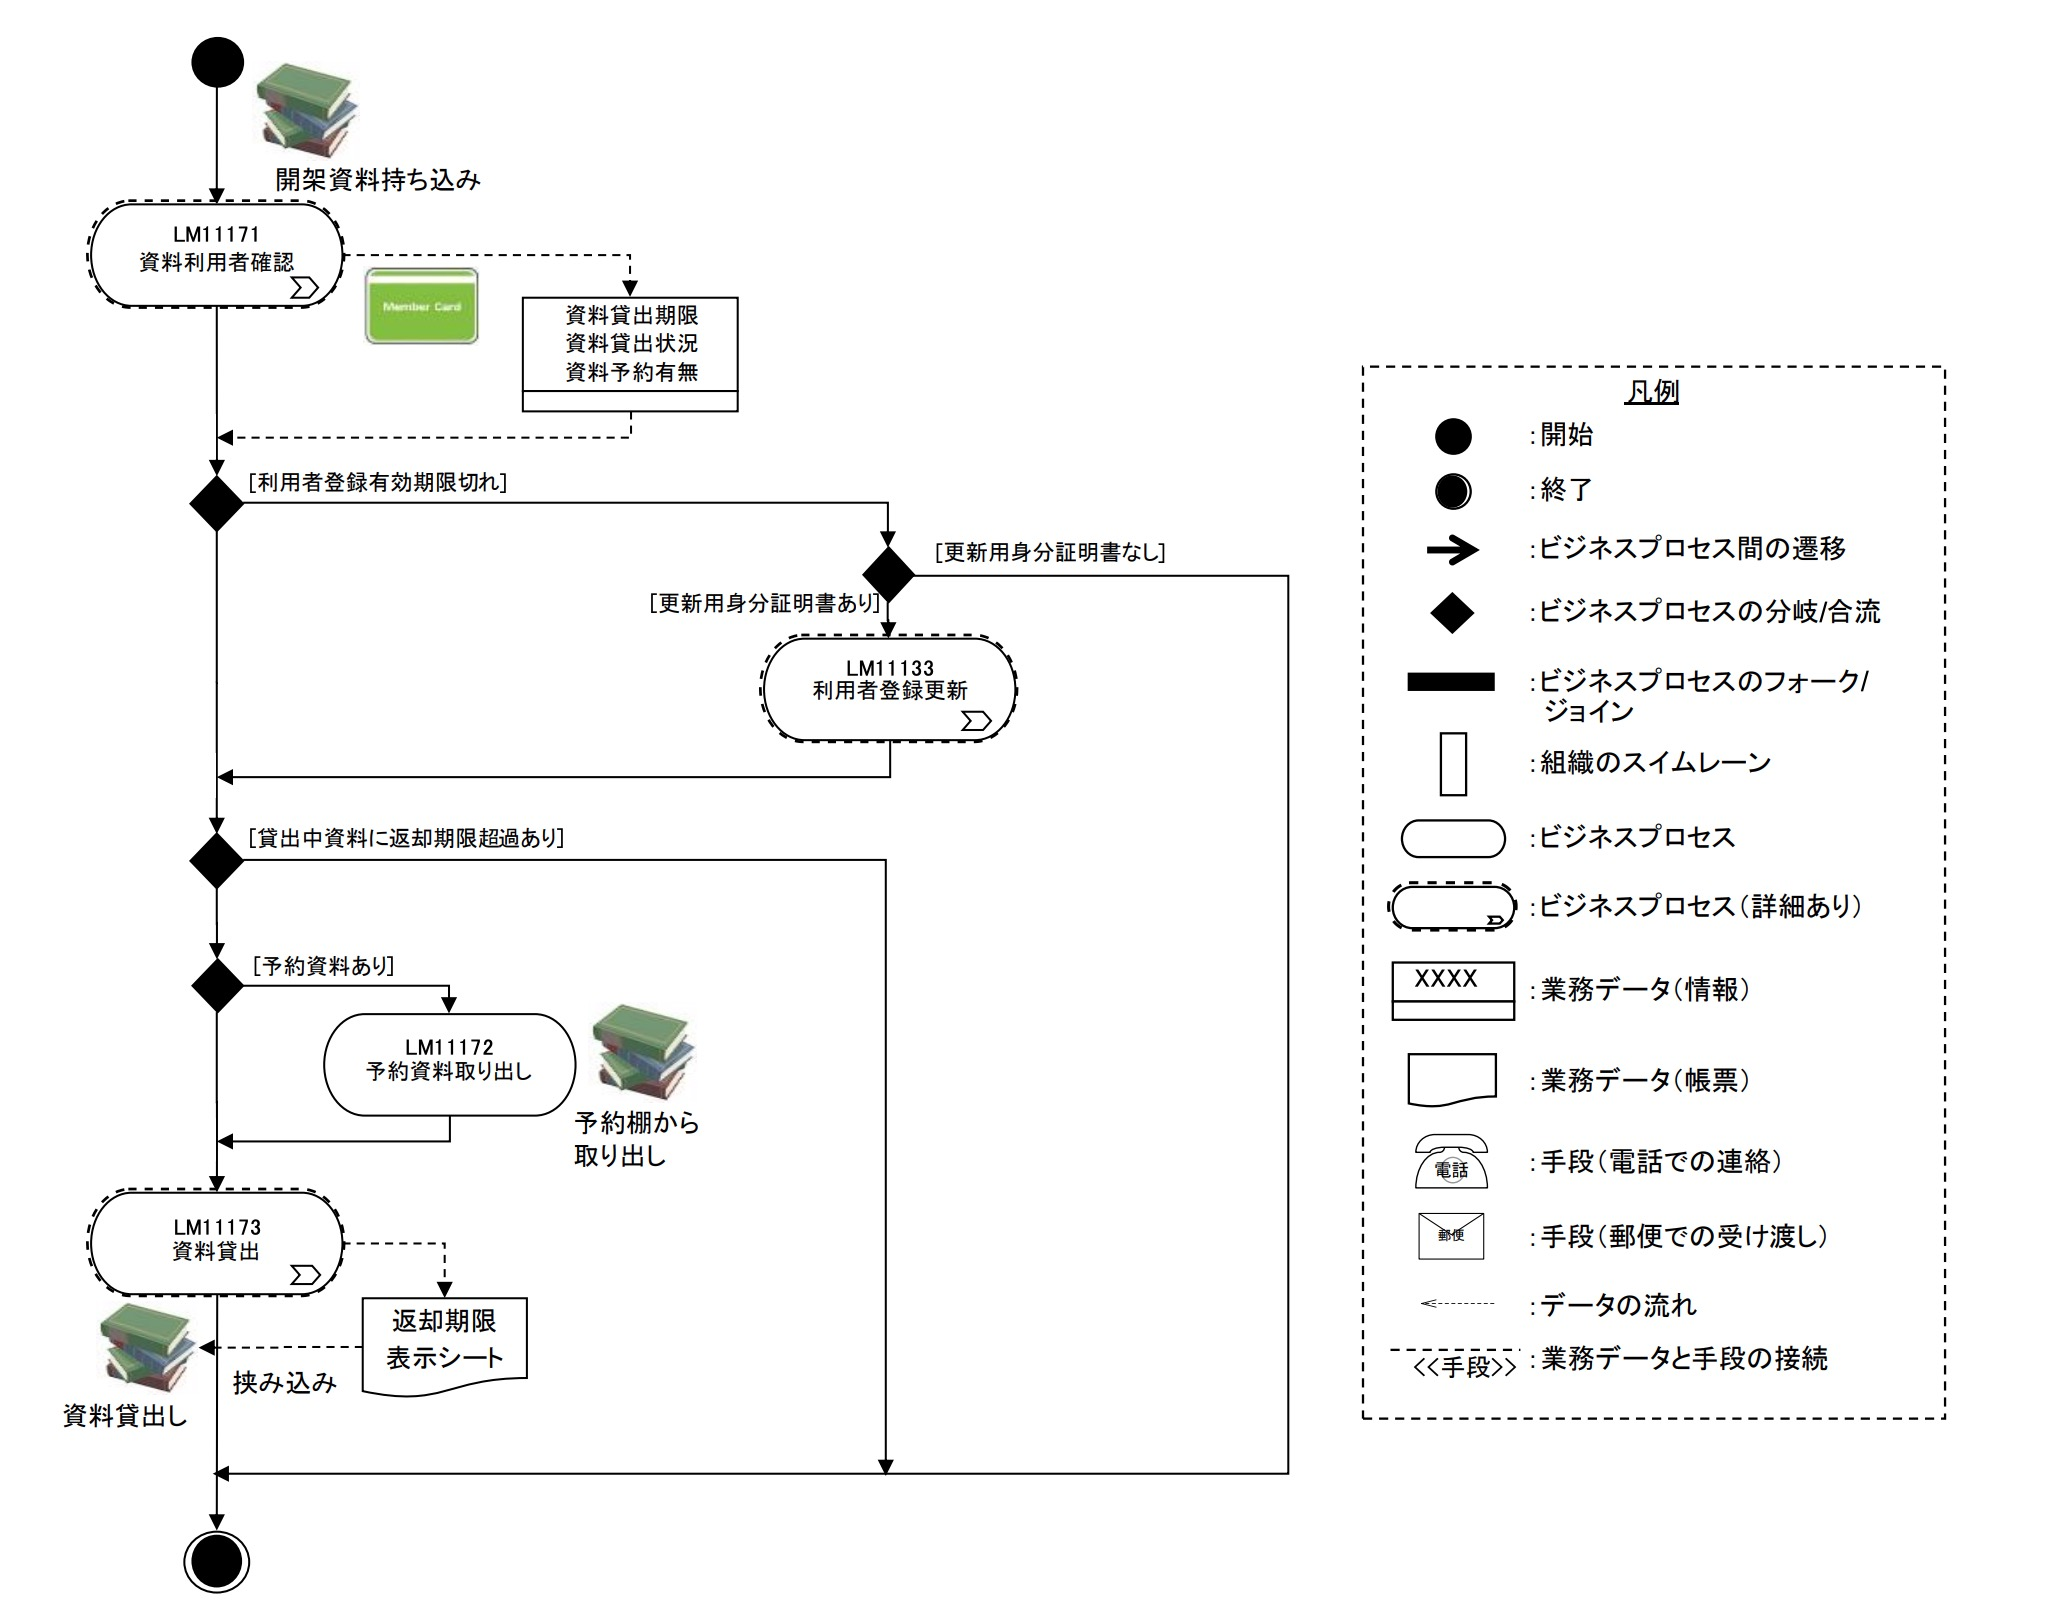 開架資料持ち込み
LM11171
資料利用者確認
Member Card
資料貸出期限
資料貸出状況
資料予約有無
[利用者登録有効期限切れ]
[更新用身分証明書なし]
[更新用身分証明書あり]
LM11133
利用者登録更新
[貸出中資料に返却期限超過あり]
[予約資料あり]
LM11172
予約資料取り出し
予約棚から
取り出し
LM11173
資料貸出
返却期限
表示シート
挟み込み
資料貸出し
凡例
:開始
:終了
:ビジネスプロセス間の遷移
:ビジネスプロセスの分岐/合流
:ビジネスプロセスのフォーク/
ジョイン
:組織のスイムレーン
:ビジネスプロセス
:ビジネスプロセス(詳細あり)
XXXX
:業務データ(情報)
:業務データ(帳票)
電話
:手段(電話での連絡)
郵便
:手段(郵便での受け渡し)
:データの流れ
<<手段>>
:業務データと手段の接続